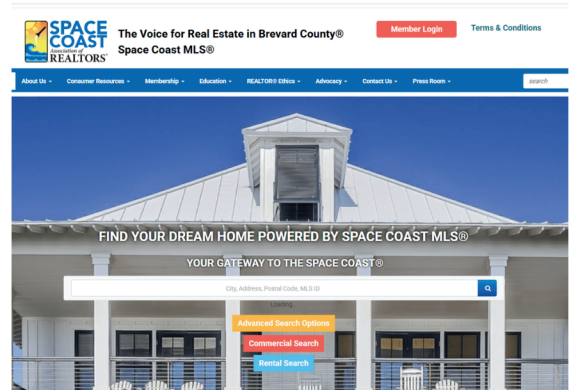 SPACE
COAST
Association of
REALTORS®
The Voice for Real Estate in Brevard County®
Space Coast MLS®
Member Login
Terms & Conditions
About Us
Consumer Resources
Membership
Education
REALTOR® Ethics
Advocacy
Contact Us
Press Room
search
FIND YOUR DREAM HOME POWERED BY SPACE COAST MLS®
YOUR GATEWAY TO THE SPACE COAST®
City, Address, Postal Code, MLS ID
Loading...
Advanced Search Options
Commercial Search
Rental Search